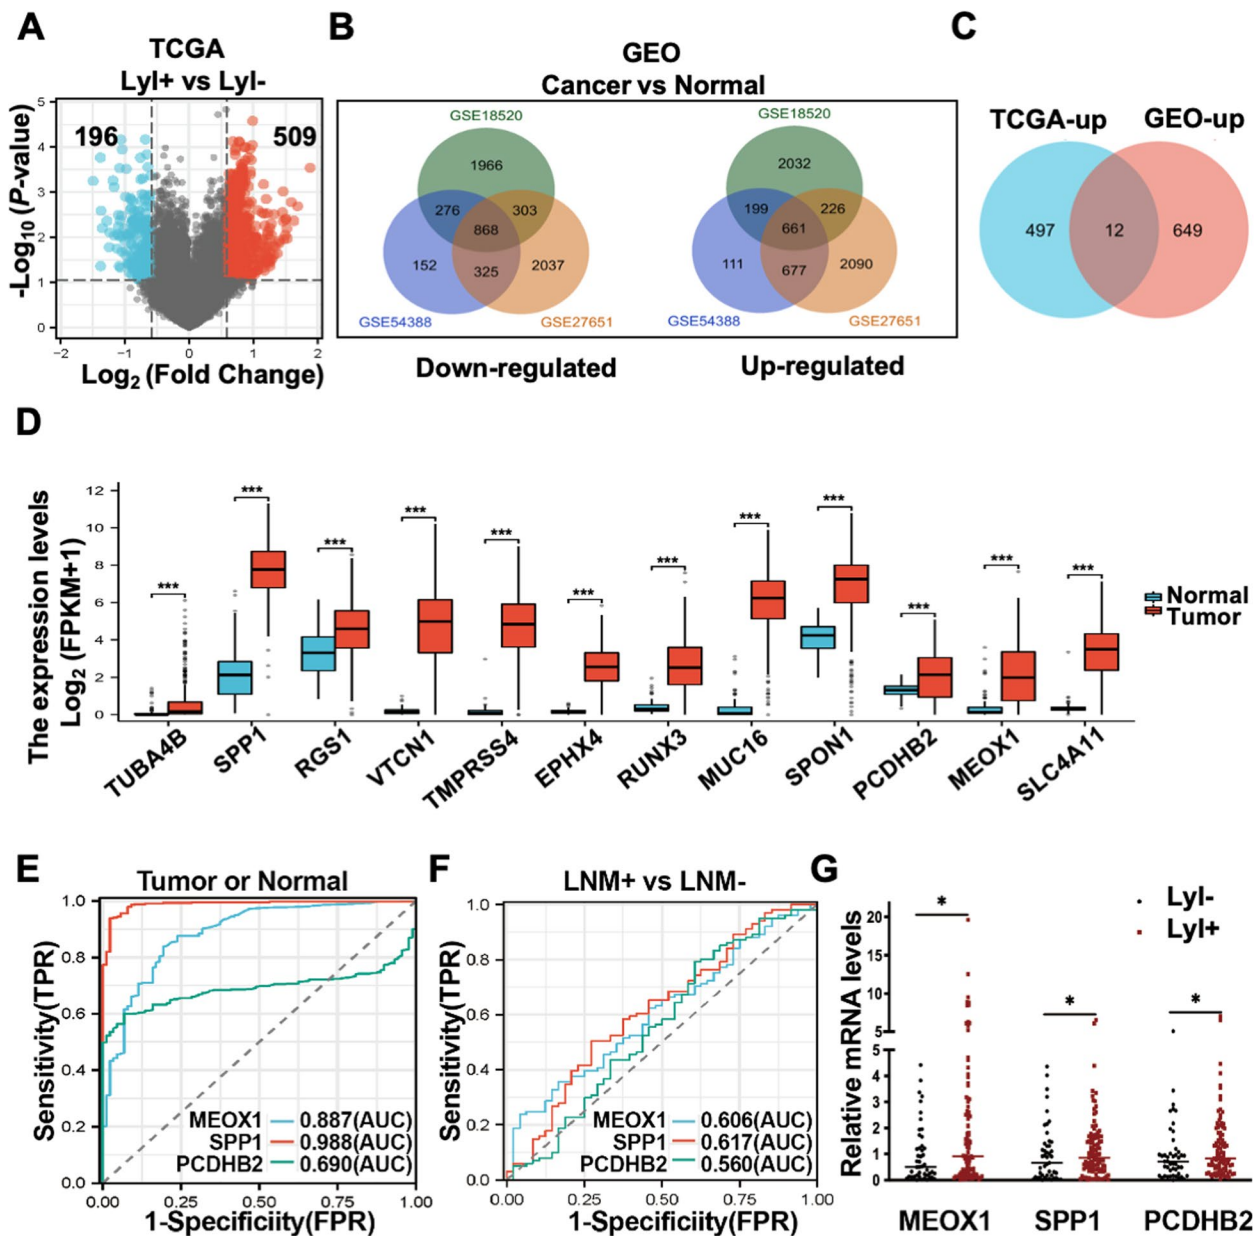 A
TCGA
Lyl+ vs Lyl-
196
509
5
4
3
2
1
0
-Log10 (P-value)
-2 -1 0 1 2
Log2 (Fold Change)
B
GEO
Cancer vs Normal
GSE18520
1966
276
303
868
152
325
2037
GSE54388
GSE27651
Down-regulated
GSE18520
2032
199
226
661
111
677
2090
GSE54388
GSE27651
Up-regulated
C
TCGA-up
GEO-up
497
12
649
D
The expression levels
Log2 (FPKM+1)
12
10
8
6
4
2
0
*** *** *** *** *** *** *** *** *** *** *** ***
TUBA4B SPP1 RGS1 VTCN1 TMPRSS4 EPHX4 RUNX3 MUC16 SPON1 PCDHB2 MEOX1 SLC4A11
Normal
Tumor
E
Tumor or Normal
Sensitivity(TPR)
1.0
0.8
0.6
0.4
0.2
0.0
MEOX1 0.887(AUC)
SPP1 0.988(AUC)
PCDHB2 0.690(AUC)
0.00 0.25 0.50 0.75 1.00
1-Specificiity(FPR)
F
LNM+ vs LNM-
Sensitivity(TPR)
1.0
0.8
0.6
0.4
0.2
0.0
MEOX1 0.606(AUC)
SPP1 0.617(AUC)
PCDHB2 0.560(AUC)
0.00 0.25 0.50 0.75 1.00
1-Specificiity(FPR)
G
Lyl-
Lyl+
Relative mRNA levels
20
15
10
5
5
3
2
1
0
* * *
MEOX1 SPP1 PCDHB2